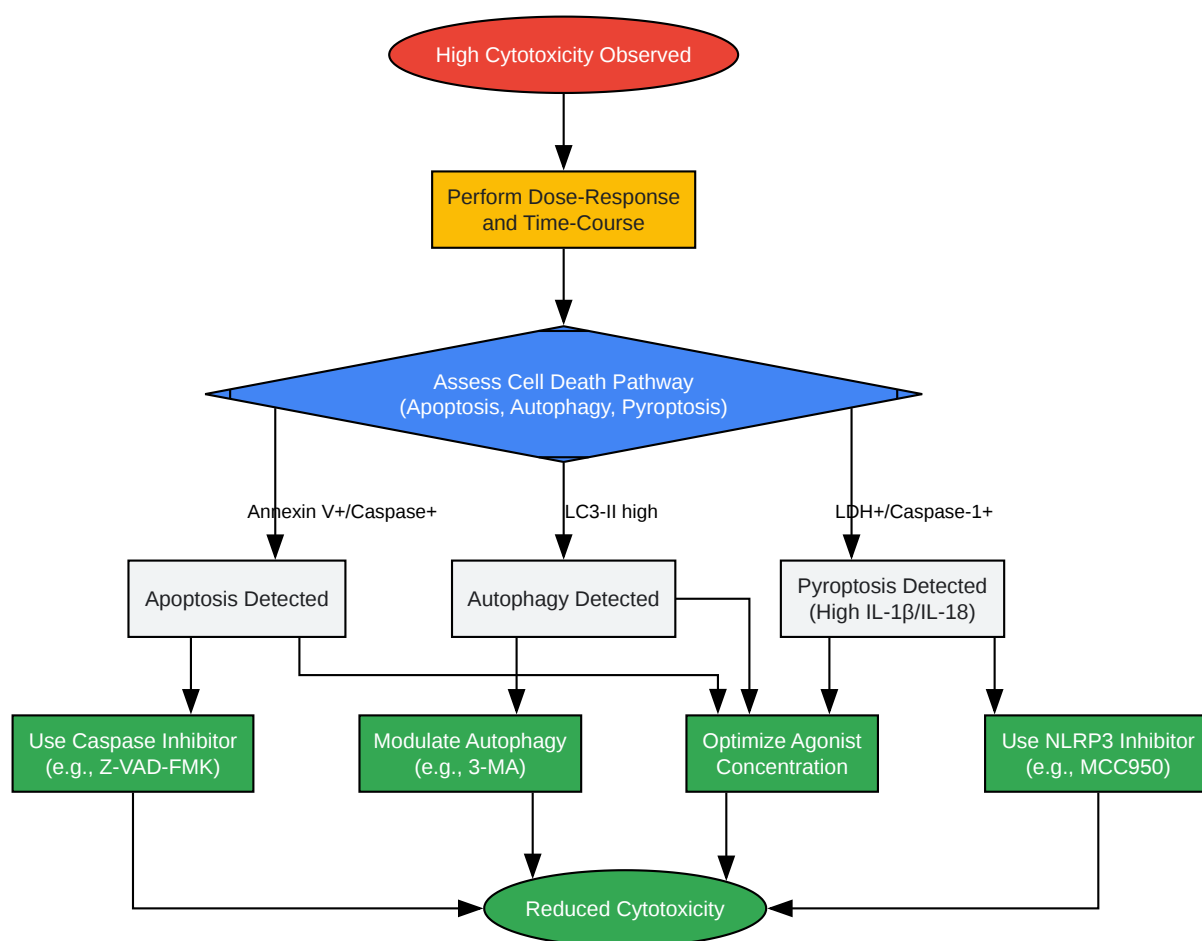 High Cytotoxicity Observed
Perform Dose-Response
and Time-Course
Assess Cell Death Pathway
(Apoptosis, Autophagy, Pyroptosis)
Annexin V+/Caspase+
LC3-II high
LDH+/Caspase-1+
Apoptosis Detected
Autophagy Detected
Pyroptosis Detected
(High IL-1β/IL-18)
Use Caspase Inhibitor
(e.g., Z-VAD-FMK)
Modulate Autophagy
(e.g., 3-MA)
Optimize Agonist
Concentration
Use NLRP3 Inhibitor
(e.g., MCC950)
Reduced Cytotoxicity